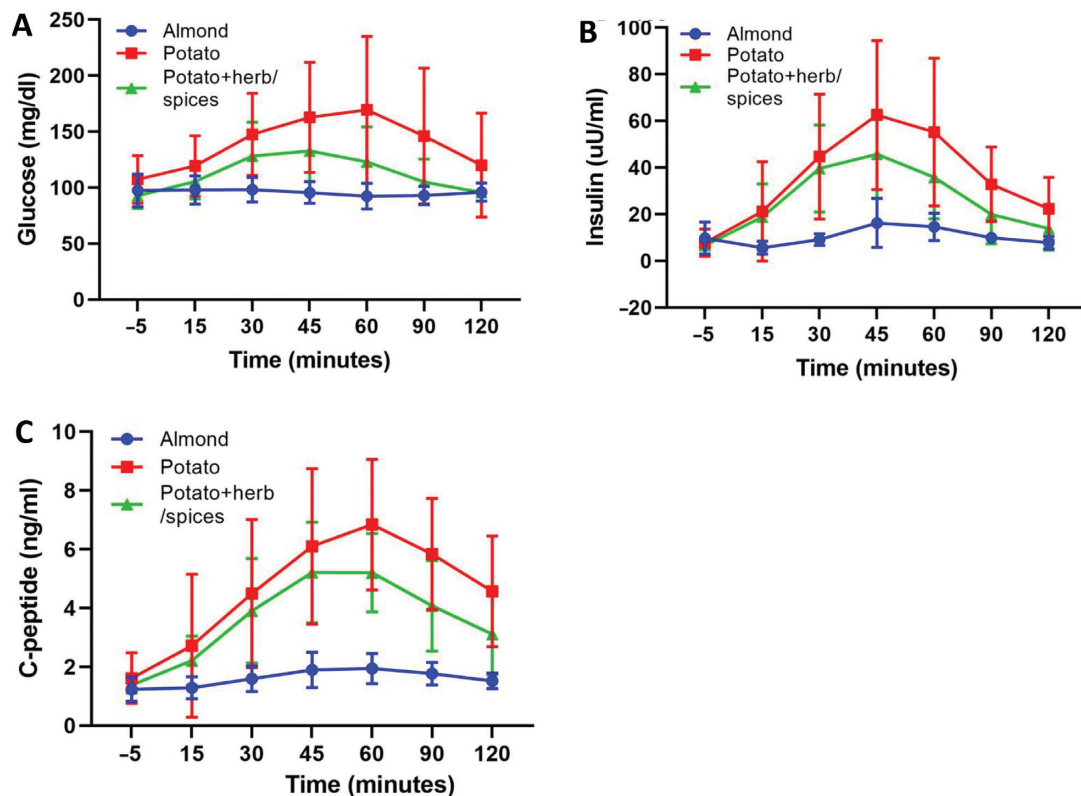 A
Almond
Potato
Potato+herb/
spices
Glucose (mg/dl)
250
200
150
100
50
0
–5 15 30 45 60 90 120
Time (minutes)
B
Almond
Potato
Potato+herb/
spices
Insulin (uU/ml)
100
80
60
40
20
0
–20
–5 15 30 45 60 90 120
Time (minutes)
C
Almond
Potato
Potato+herb
/spices
C-peptide (ng/ml)
10
8
6
4
2
0
–5 15 30 45 60 90 120
Time (minutes)